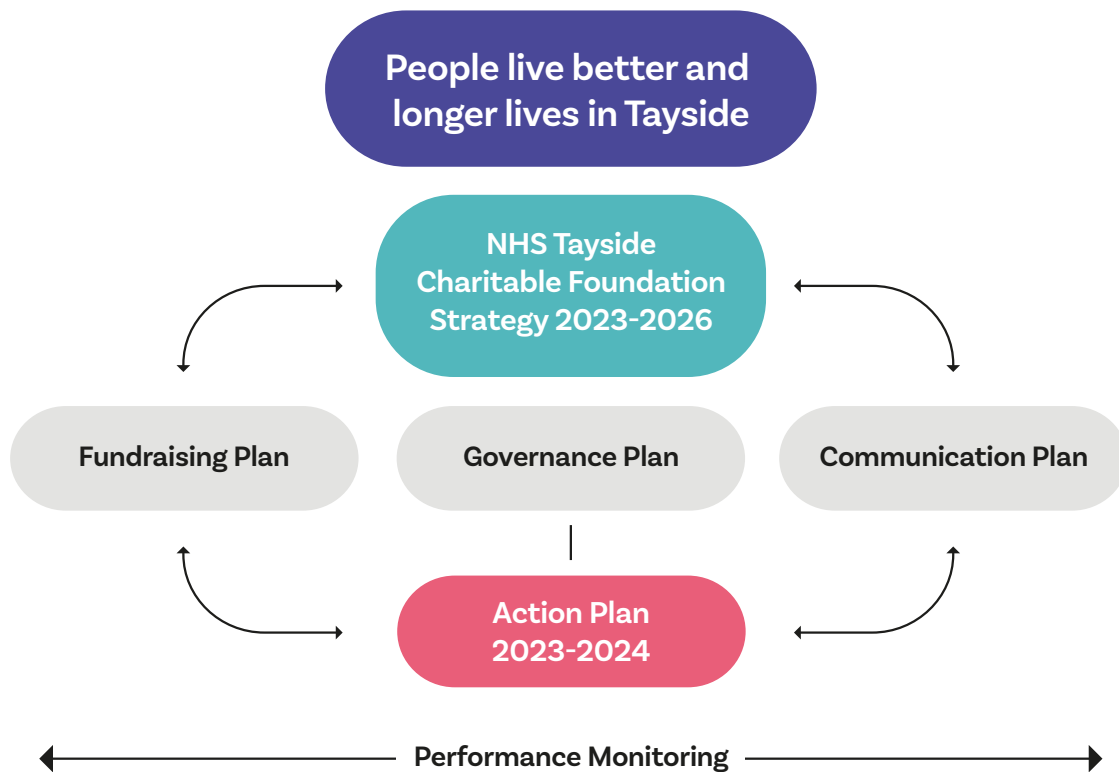 People live better and
longer lives in Tayside
NHS Tayside
Charitable Foundation
Strategy 2023-2026
Fundraising Plan
Governance Plan
Communication Plan
Action Plan
2023-2024
Performance Monitoring